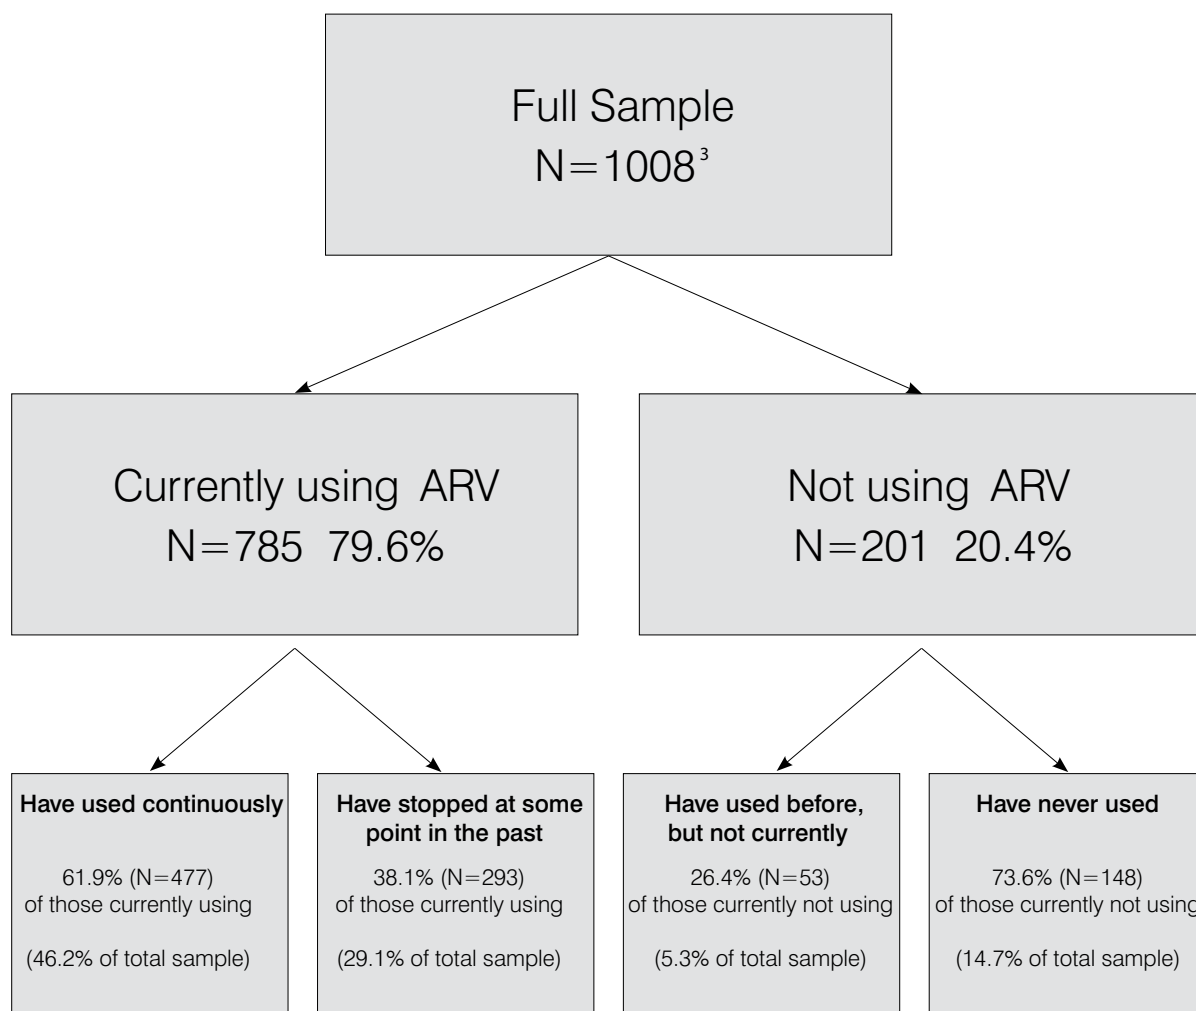 Full Sample
N=1008³
Currently using ARV
N=785 79.6%
Not using ARV
N=201 20.4%
Have used continuously
61.9% (N=477)
of those currently using
(46.2% of total sample)
Have stopped at some
point in the past
38.1% (N=293)
of those currently using
(29.1% of total sample)
Have used before,
but not currently
26.4% (N=53)
of those currently not using
(5.3% of total sample)
Have never used
73.6% (N=148)
of those currently not using
(14.7% of total sample)